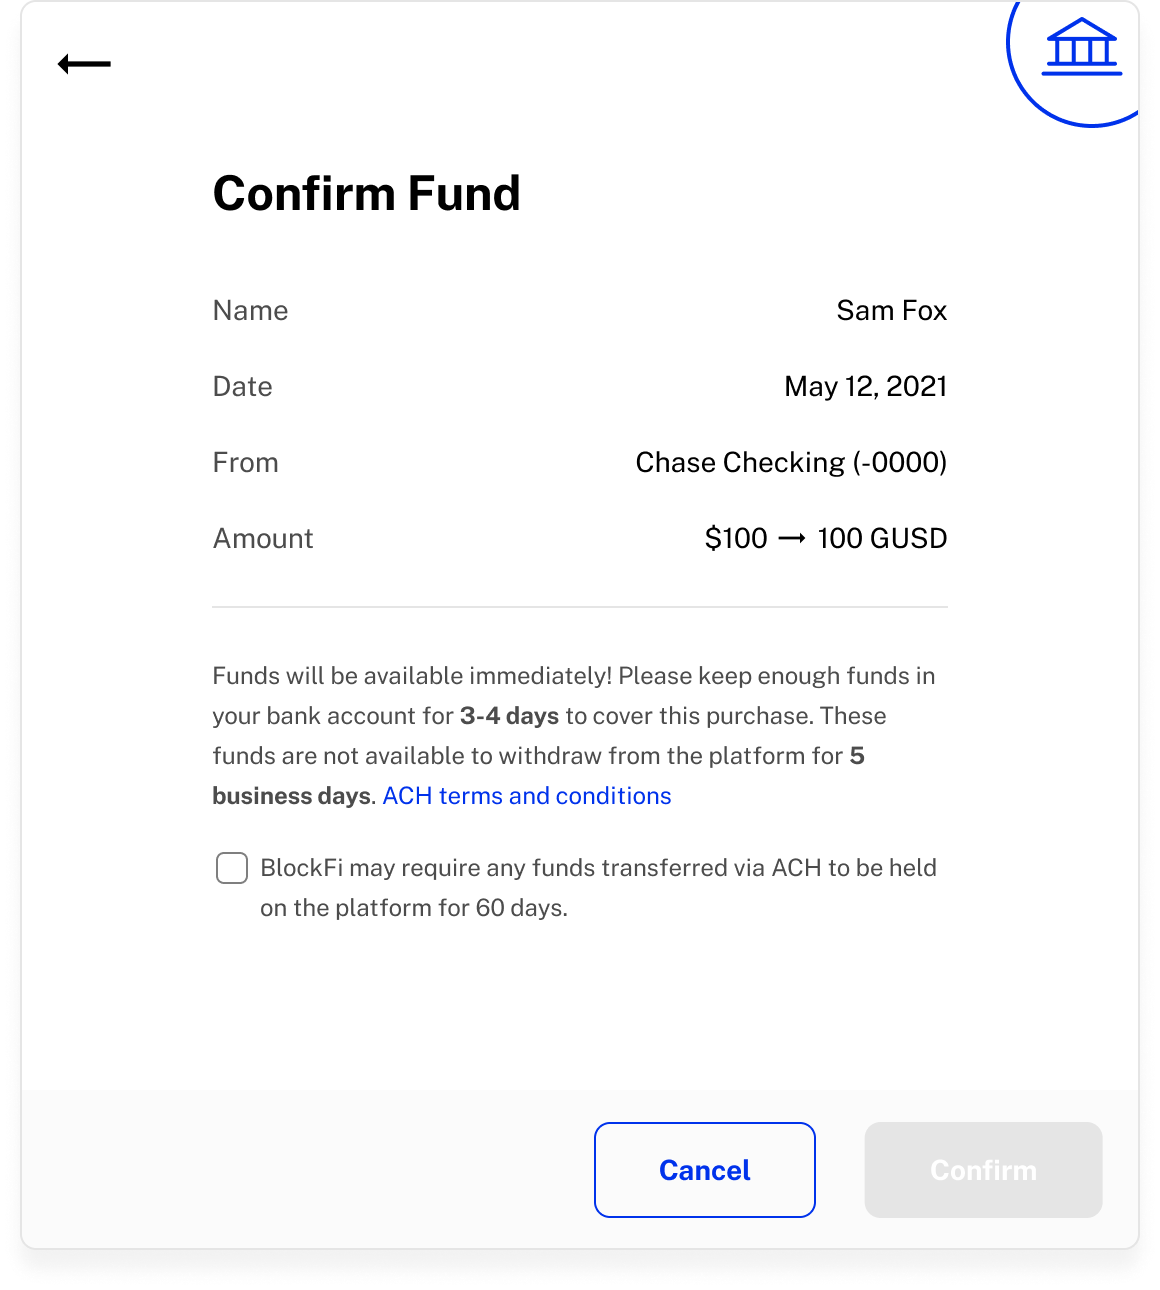 Confirm Fund
Name Sam Fox
Date May 12, 2021
From Chase Checking (-0000)
Amount $100 → 100 GUSD
Funds will be available immediately! Please keep enough funds in
your bank account for 3-4 days to cover this purchase. These
funds are not available to withdraw from the platform for 5
business days. ACH terms and conditions
BlockFi may require any funds transferred via ACH to be held
on the platform for 60 days.
Cancel Confirm